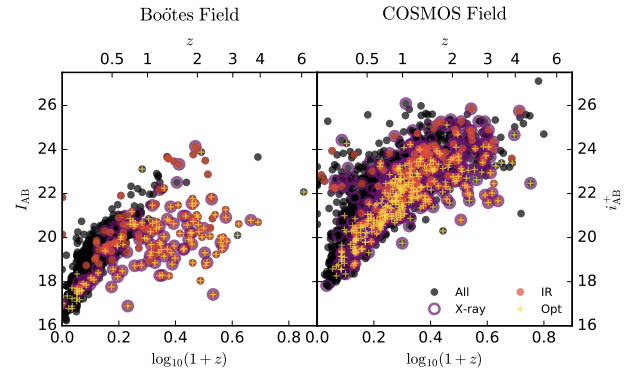 Boötes Field
COSMOS Field
z
z
0.5 1 2 3 4 6
0.5 1 2 3 4 6
26
24
22
20
18
16
I_AB
26
24
22
20
18
16
i^+_AB
All
X-ray
IR
Opt
0.0 0.2 0.4 0.6 0.8
0.0 0.2 0.4 0.6 0.8
log₁₀(1 + z)
log₁₀(1 + z)